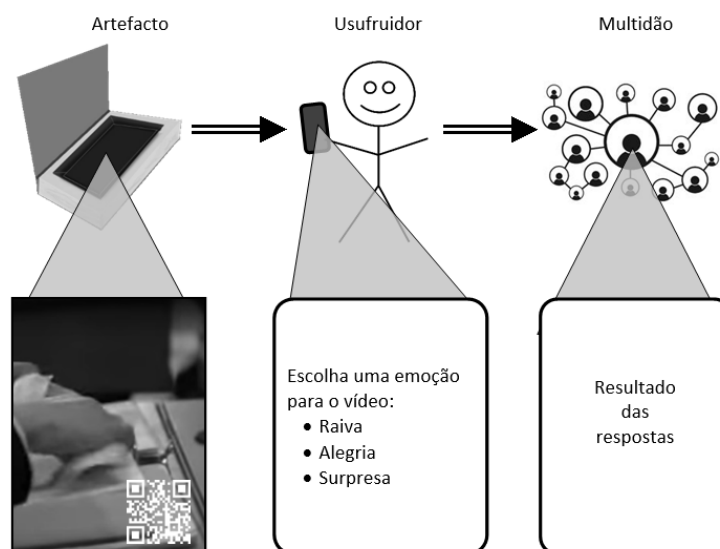 Artefacto
Usufruidor
Multidão
Escolha uma emoção
para o vídeo:
• Raiva
• Alegria
• Surpresa
Resultado
das
respostas